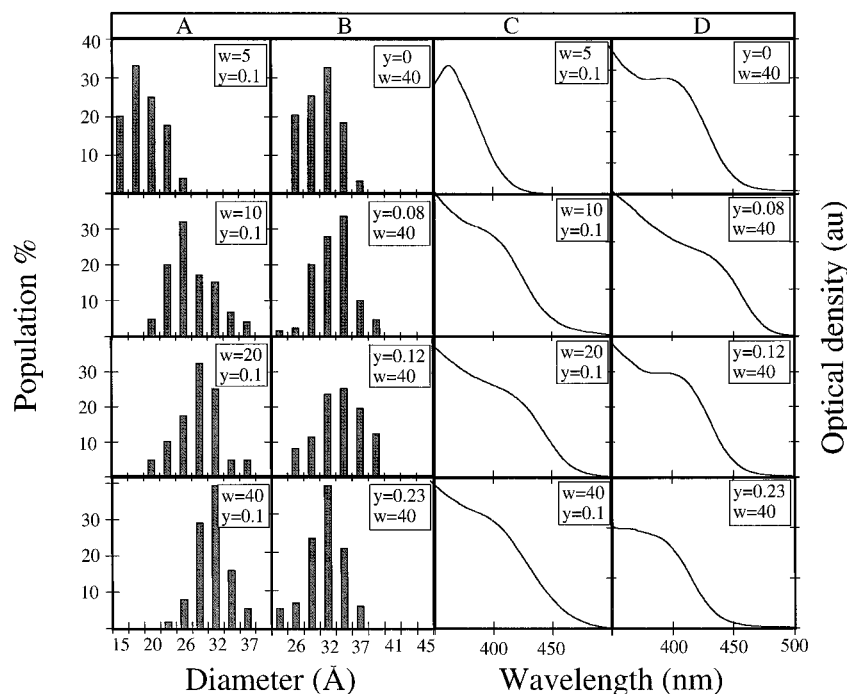 A B C D
40
30
20
10
w=5
y=0.1
y=0
w=40
w=5
y=0.1
y=0
w=40
30
20
10
w=10
y=0.1
y=0.08
w=40
w=10
y=0.1
y=0.08
w=40
30
20
10
w=20
y=0.1
y=0.12
w=40
w=20
y=0.1
y=0.12
w=40
30
20
10
w=40
y=0.1
y=0.23
w=40
w=40
y=0.1
y=0.23
w=40
15 20 26 32 37 26 32 37 41 45 400 450 400 450 500
Population %
Optical density (au)
Diameter (Å) Wavelength (nm)